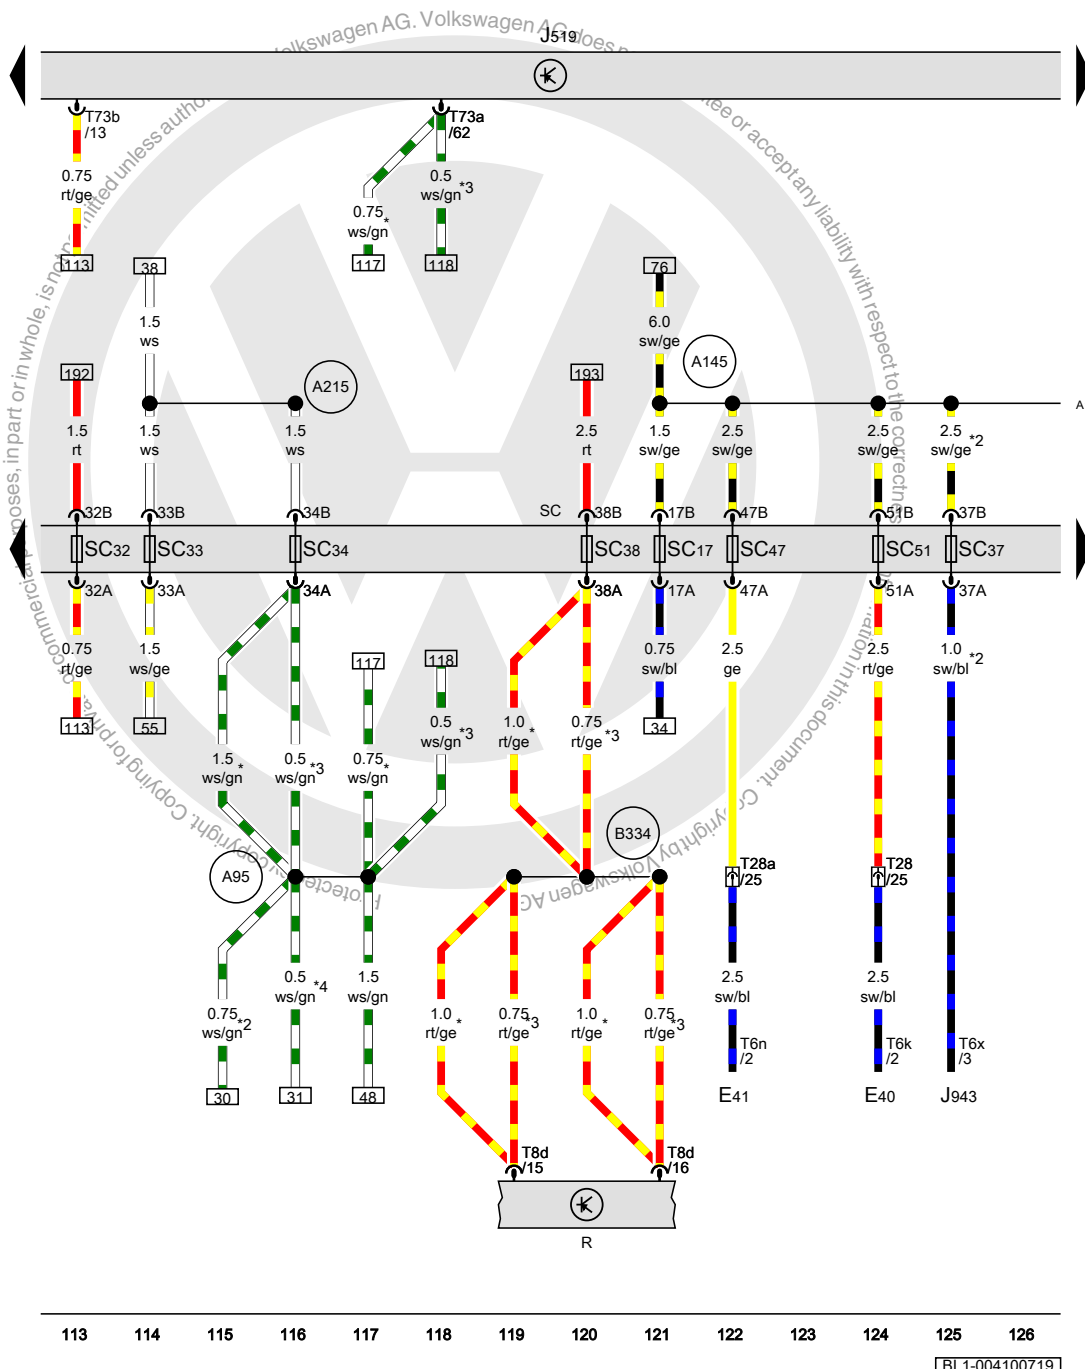 J519
T73b
/13
T73a
/62
0.75
rt/ge
0.5
ws/gn*3
0.75
ws/gn*
113
38
117
118
76
1.5
ws
6.0
sw/ge
192
A215
193
A145
A
1.5
rt
1.5
ws
1.5
ws
2.5
rt
1.5
sw/ge
2.5
sw/ge
2.5
sw/ge
2.5
sw/ge*2
32B
33B
34B
SC
38B
17B
47B
51B
37B
SC32
SC33
SC34
SC38
SC17
SC47
SC51
SC37
32A
33A
34A
38A
17A
47A
51A
37A
0.75
rt/ge
1.5
ws/ge
117
118
0.75
sw/bl
2.5
ge
2.5
rt/ge
1.0
sw/bl*2
113
55
34
1.5
ws/gn*
0.5
ws/gn*3
0.75
ws/gn*
0.5
ws/gn*3
1.0
rt/ge*
0.75
rt/ge*3
B334
A95
T28a
/25
T28
/25
0.75
ws/gn*2
0.5
ws/gn*4
1.5
ws/gn
1.0
rt/ge*
0.75
rt/ge*3
1.0
rt/ge*
0.75
rt/ge*3
2.5
sw/bl
2.5
sw/bl
T6n
/2
T6k
/2
T6x
/3
30
31
48
E41
E40
J943
T8d
/15
T8d
/16
R
113 114 115 116 117 118 119 120 121 122 123 124 125 126
BL1-004100719